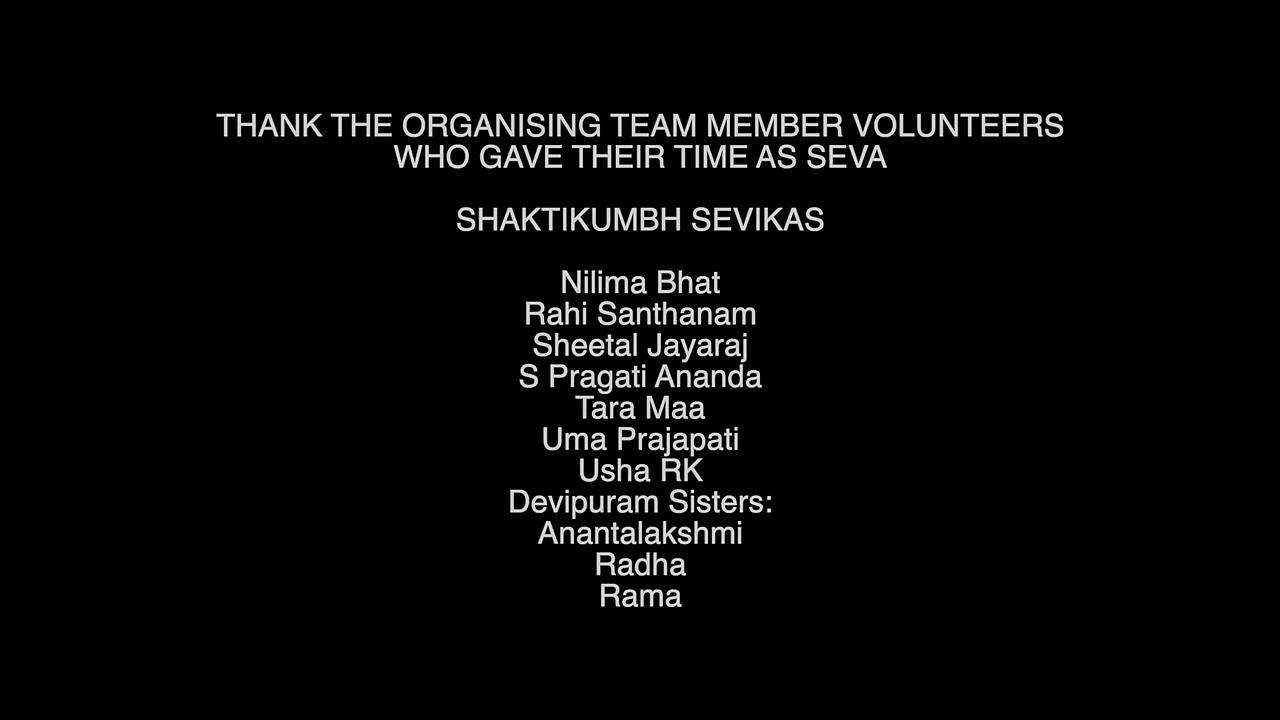 THANK THE ORGANISING TEAM MEMBER VOLUNTEERS
WHO GAVE THEIR TIME AS SEVA
SHAKTIKUMBH SEVIKAS
Nilima Bhat
Rahi Santhanam
Sheetal Jayaraj
S Pragati Ananda
Tara Maa
Uma Prajapati
Usha RK
Devipuram Sisters:
Anantalakshmi
Radha
Rama